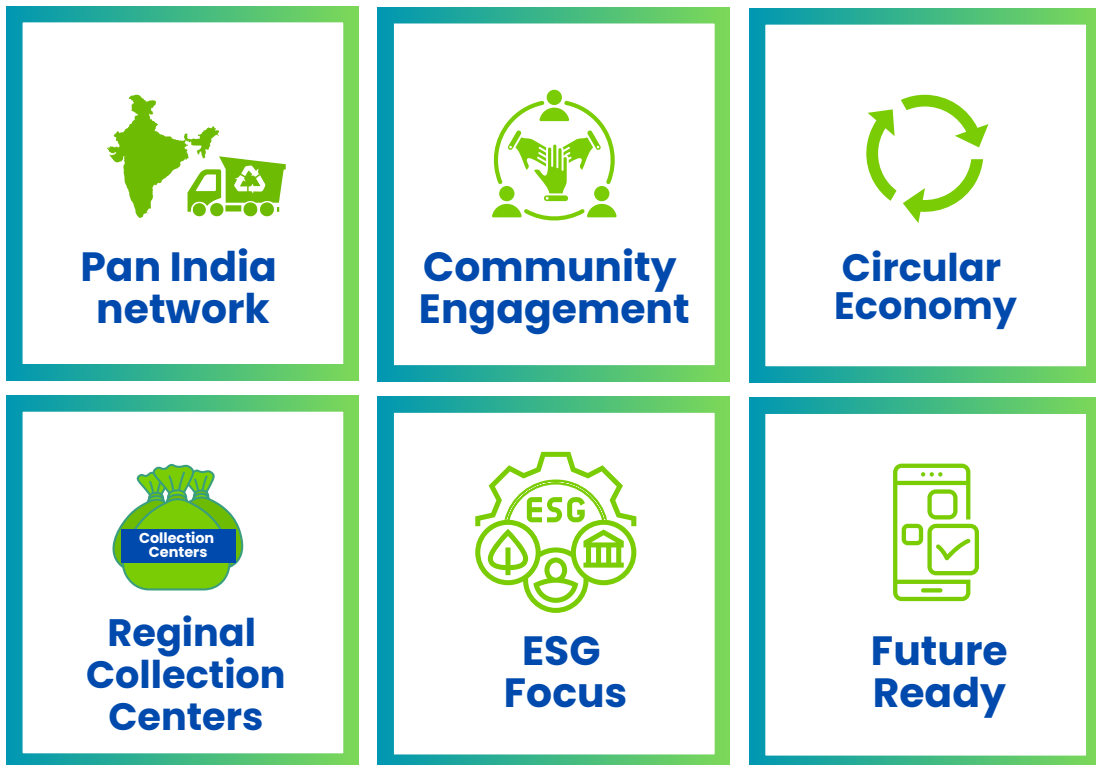 Pan India
network
Community
Engagement
Circular
Economy
Collection
Centers
Reginal
Collection
Centers
ESG
ESG
Focus
Future
Ready